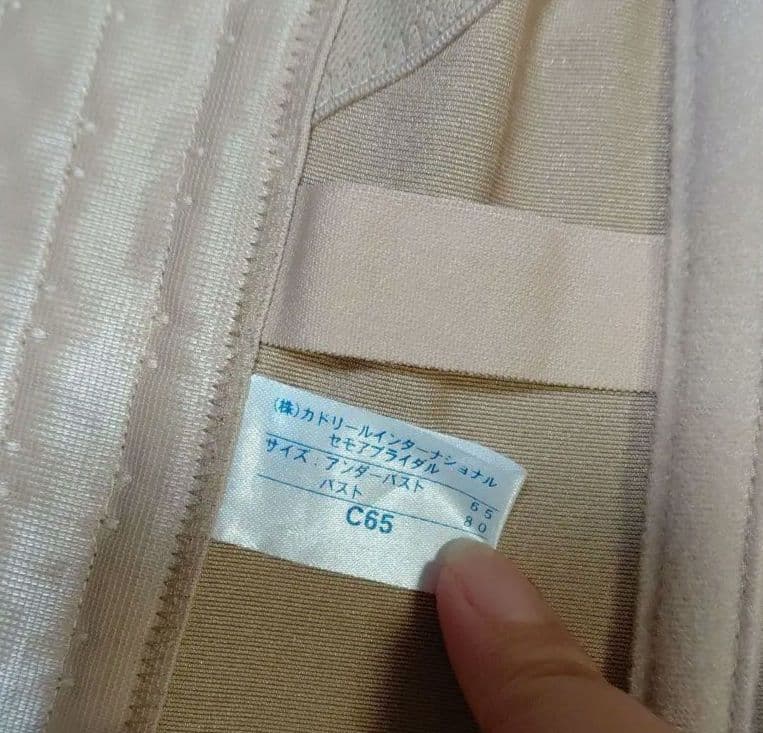 (株)カドリールインターナショナル
セモアブライダル
サイズ:アンダーバスト 65
バスト 80
C65